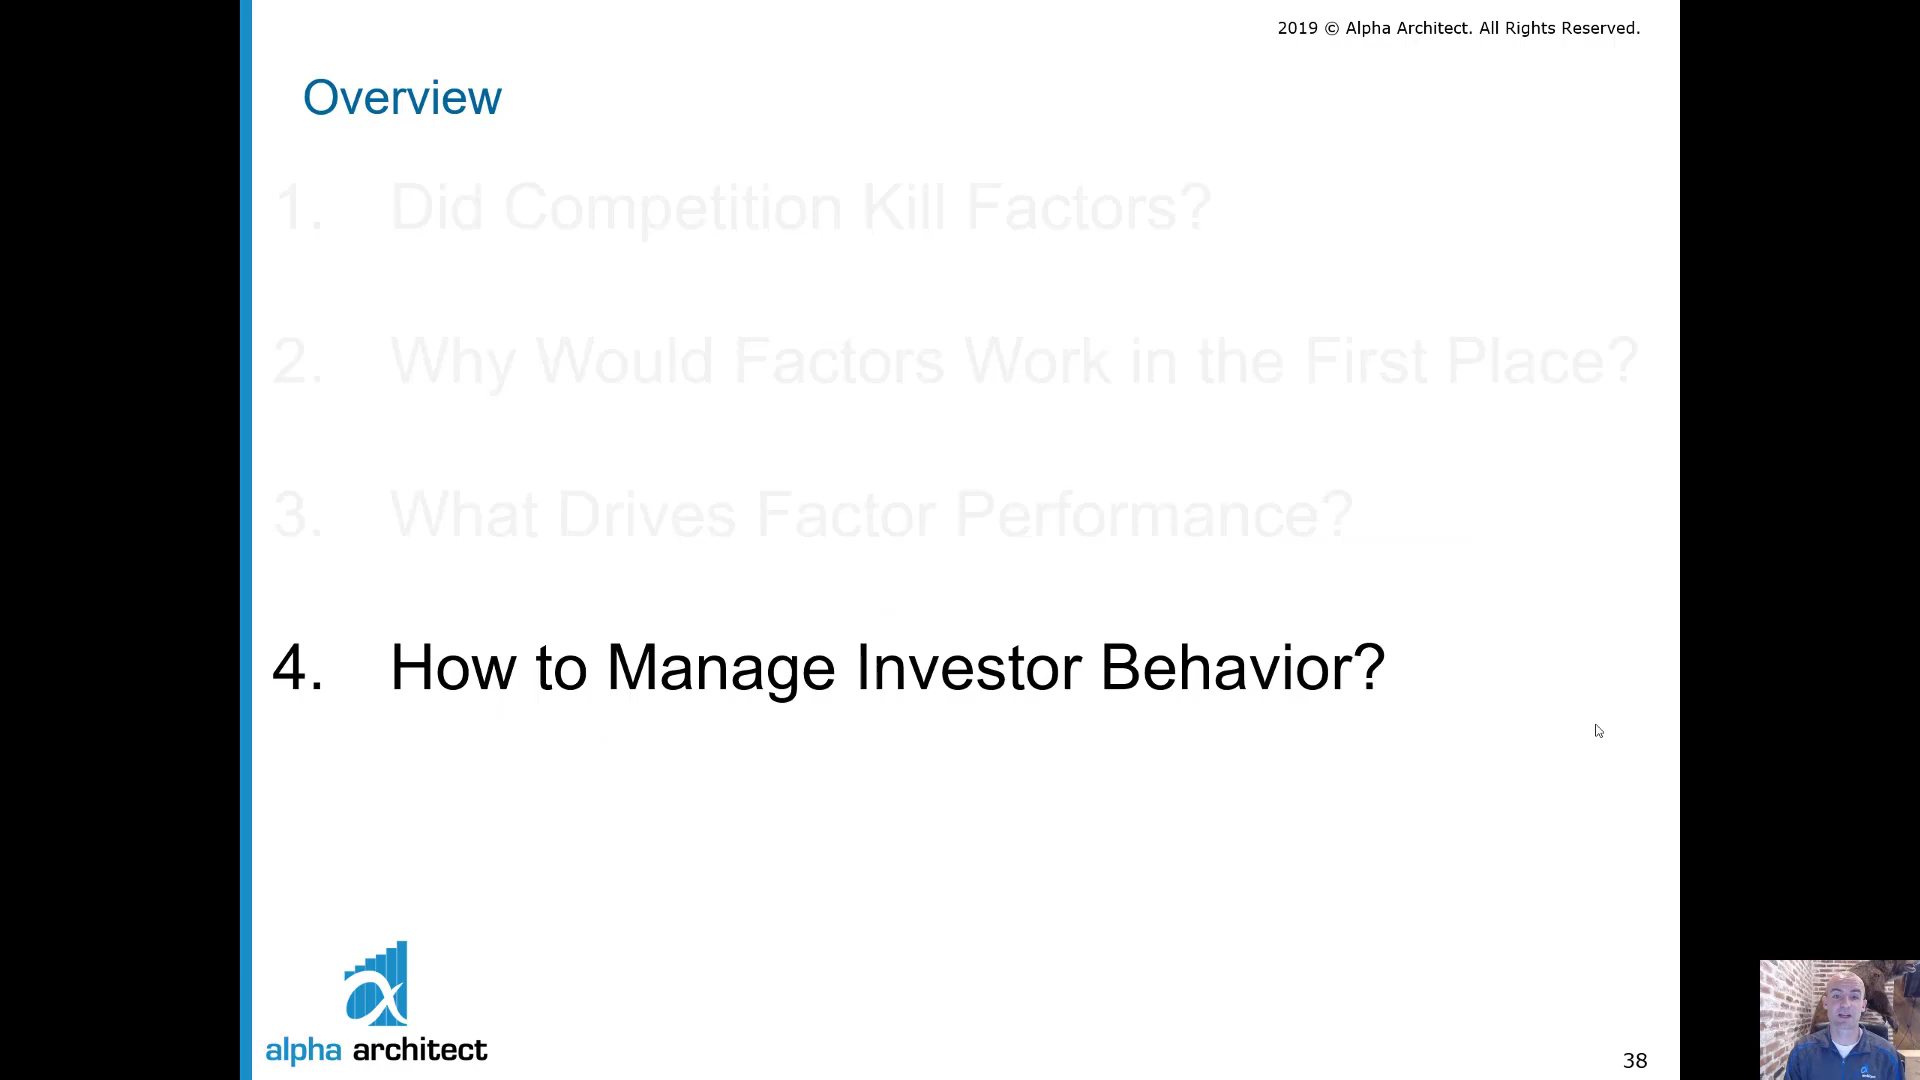 2019 © Alpha Architect. All Rights Reserved.
Overview
1. Did Competition Kill Factors?
2. Why Would Factors Work in the First Place?
3. What Drives Factor Performance?
4. How to Manage Investor Behavior?
alpha architect
38